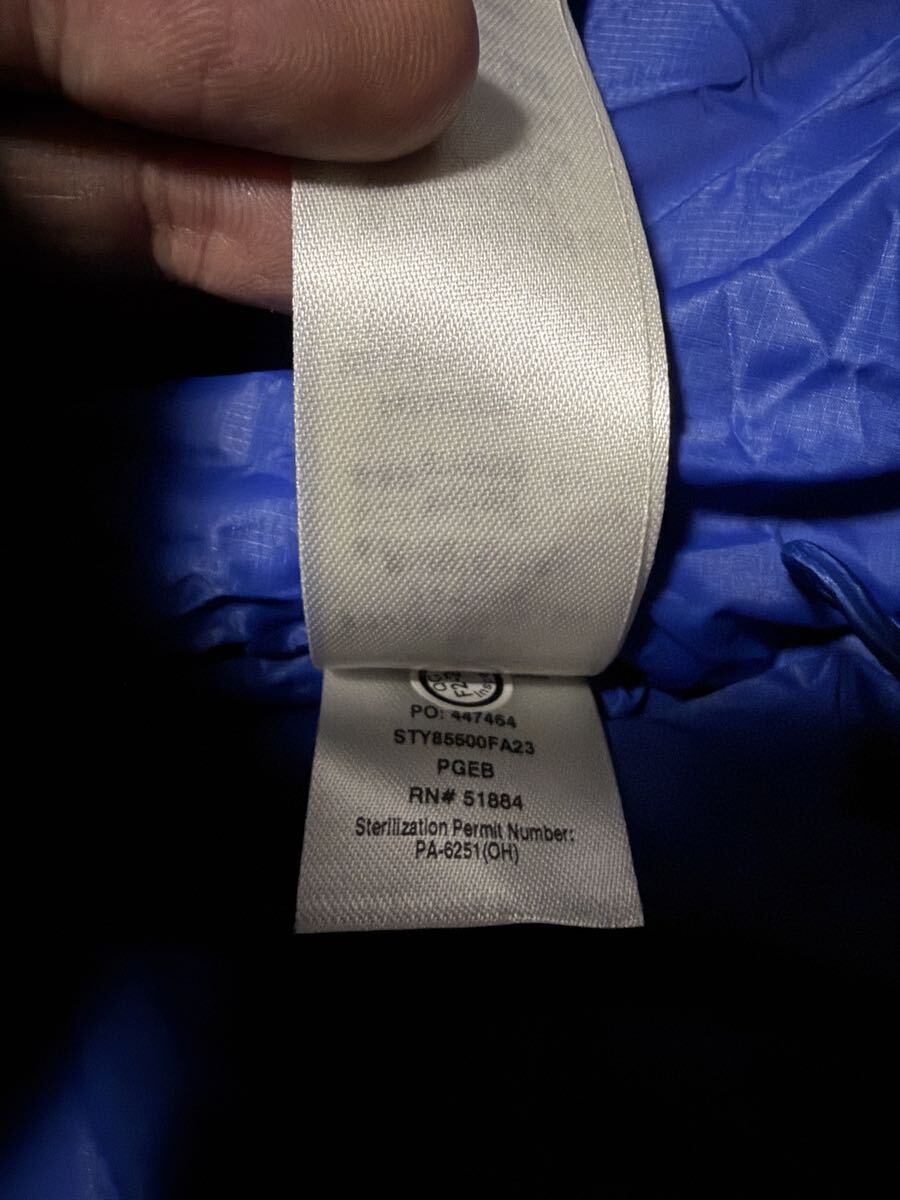 PO: 447464
STY85500FA23
PGEB
RN# 51884
Sterilization Permit Number:
PA-6251(OH)